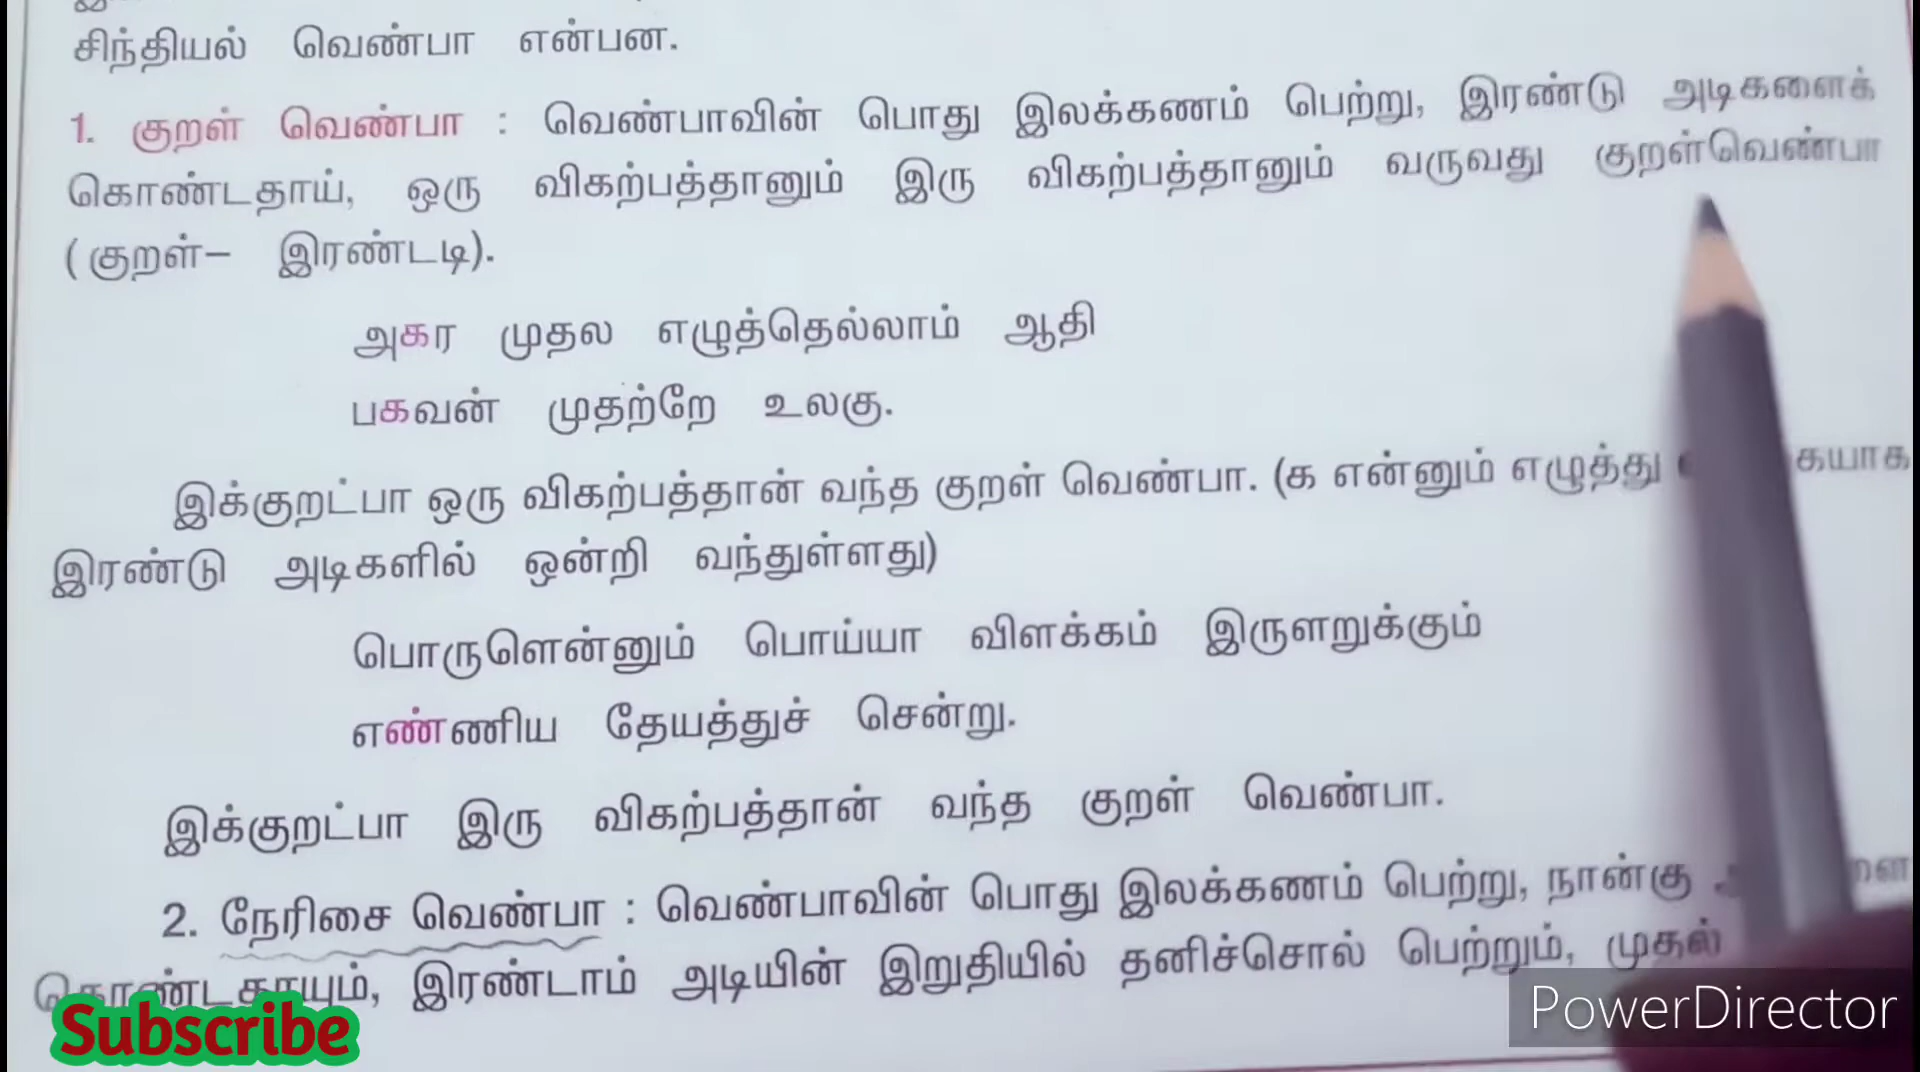 சிந்தியல் வெண்பா என்பன.
1. குறள் வெண்பா : வெண்பாவின் பொது இலக்கணம் பெற்று, இரண்டு அடிகளைக்
கொண்டதாய், ஒரு விகற்பத்தானும் இரு விகற்பத்தானும் வருவது குறள்வெண்பா
(குறள்– இரண்டடி).
அகர முதல எழுத்தெல்லாம் ஆதி
பகவன் முதற்றே உலகு.
இக்குறட்பா ஒரு விகற்பத்தான் வந்த குறள் வெண்பா. (க என்னும் எழுத்து
இரண்டு அடிகளில் ஒன்றி வந்துள்ளது)
பொருளென்னும் பொய்யா விளக்கம் இருளறுக்கும்
எண்ணிய தேயத்துச் சென்று.
இக்குறட்பா இரு விகற்பத்தான் வந்த குறள் வெண்பா.
2. நேரிசை வெண்பா : வெண்பாவின் பொது இலக்கணம் பெற்று, நான்கு
கொண்டதாயும், இரண்டாம் அடியின் இறுதியில் தனிச்சொல் பெற்றும், முதல்
Subscribe
PowerDirector